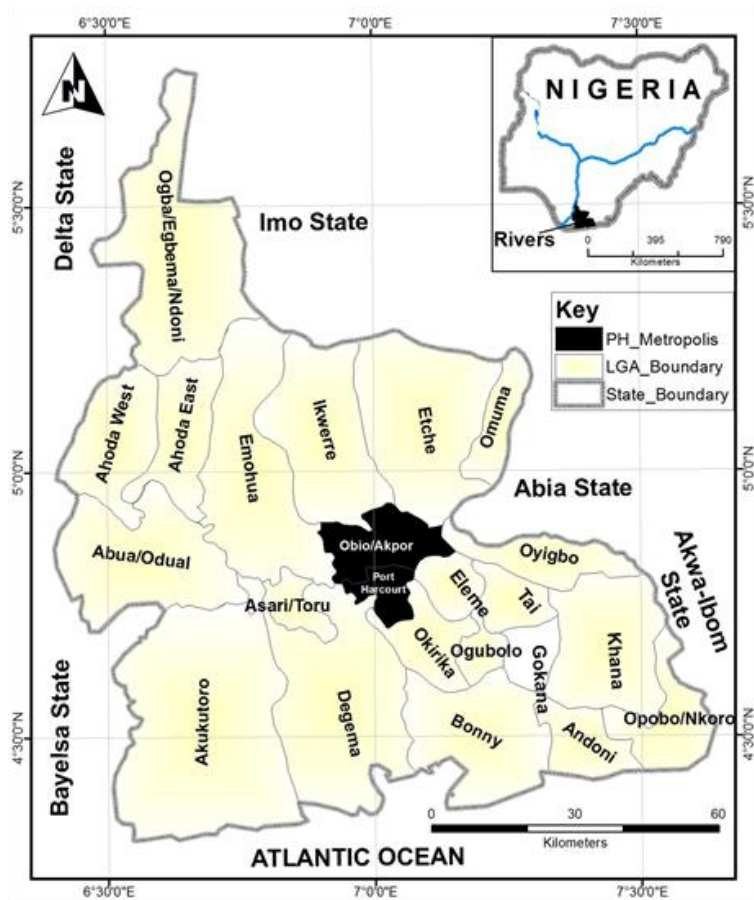 6°30'0"E 7°0'0"E 7°30'0"E
N
NIGERIA
Rivers
0 395 790
Kilometers
Delta State
Imo State
5°30'0"N
5°30'0"N
Ogba/Egbema/Ndoni
Key
PH_Metropolis
LGA_Boundary
State_Boundary
Ahoda West
Ahoda East
Emohua
Ikwerre
Etche
Omuma
5°0'0"N
5°0'0"N
Abia State
Abua/Odual
Obio/Akpor
Port
Harcourt
Oyigbo
Akwa-Ibom
State
Asari/Toru
Eleme
Tai
Okirika
Ogubolo
Gokana
Khana
Bayelsa State
Akukutoro
Degema
Bonny
Andoni
Opobo/Nkoro
4°30'0"N
4°30'0"N
0 30 60
Kilometers
ATLANTIC OCEAN
6°30'0"E 7°0'0"E 7°30'0"E